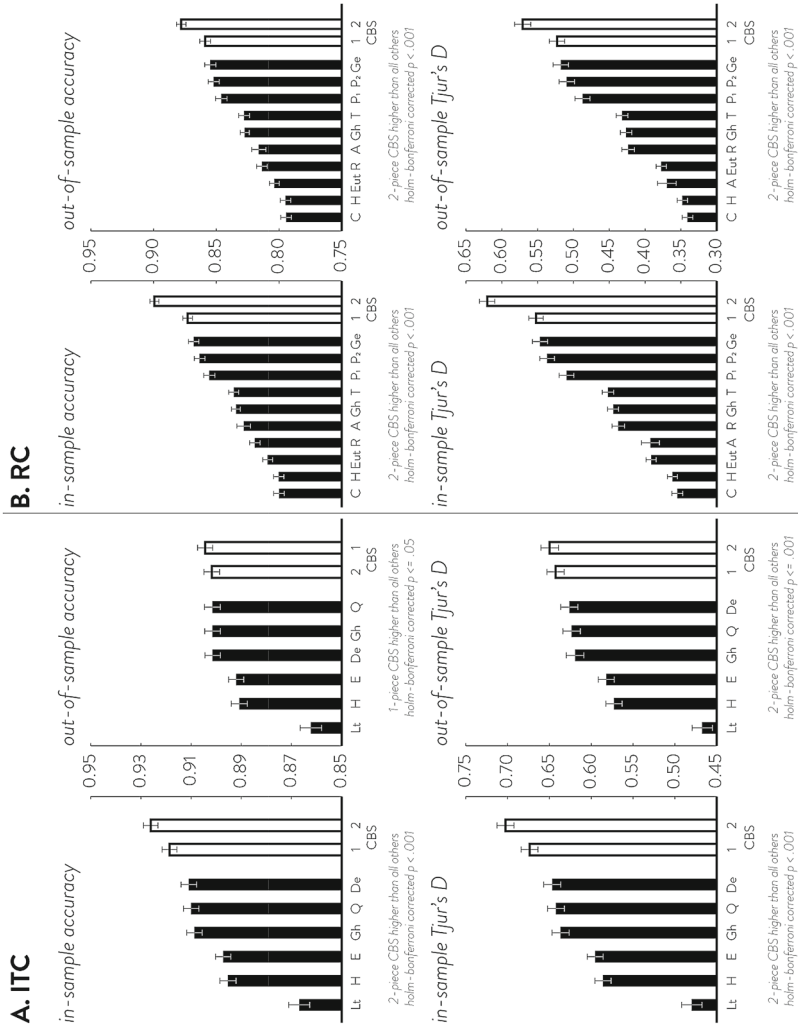 A. ITC
in-sample accuracy
Lt H E Gh Q De 1 2
CBS
2-piece CBS higher than all others
holm-bonferroni corrected p < .001
0.95
0.93
0.91
0.89
0.87
0.85
out-of-sample accuracy
Lt H E De Gh Q 2 1
CBS
1-piece CBS higher than all others
holm-bonferroni corrected p <= .05
in-sample Tjur's D
Lt H E Gh Q De 1 2
CBS
2-piece CBS higher than all others
holm-bonferroni corrected p < .001
0.75
0.70
0.65
0.60
0.55
0.50
0.45
out-of-sample Tjur's D
Lt H E Gh Q De 1 2
CBS
2-piece CBS higher than all others
holm-bonferroni corrected p <= .001
B. RC
in-sample accuracy
C H Eut R A Gh T P₁ P₂ Ge 1 2
CBS
2-piece CBS higher than all others
holm-bonferroni corrected p < .001
0.95
0.90
0.85
0.80
0.75
out-of-sample accuracy
C H Eut R A Gh T P₁ P₂ Ge 1 2
CBS
2-piece CBS higher than all others
holm-bonferroni corrected p < .001
in-sample Tjur's D
C H Eut A R Gh T P₁ P₂ Ge 1 2
CBS
2-piece CBS higher than all others
holm-bonferroni corrected p < .001
0.65
0.60
0.55
0.50
0.45
0.40
0.35
0.30
out-of-sample Tjur's D
C H A Eut R Gh T P₁ P₂ Ge 1 2
CBS
2-piece CBS higher than all others
holm-bonferroni corrected p < .001